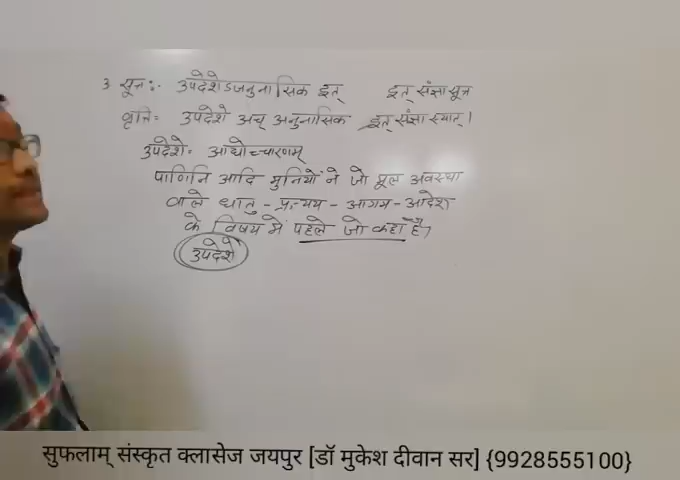 3 सूत्र:- उपदेशेऽजनुनासिक इत् इत् संज्ञा सूत्र
वृत्ति= उपदेशे अच् अनुनासिक इत् संज्ञा स्यात्।
उपदेशे= आद्योच्चारणम्
पाणिनि आदि मुनियों ने जो मूल अवस्था
वाले धातु - प्रत्यय - आगम - आदेश
के विषय में पहले जो कहा है,
उपदेशे
सुफलाम् संस्कृत क्लासेज जयपुर [डॉ मुकेश दीवान सर] {9928555100}